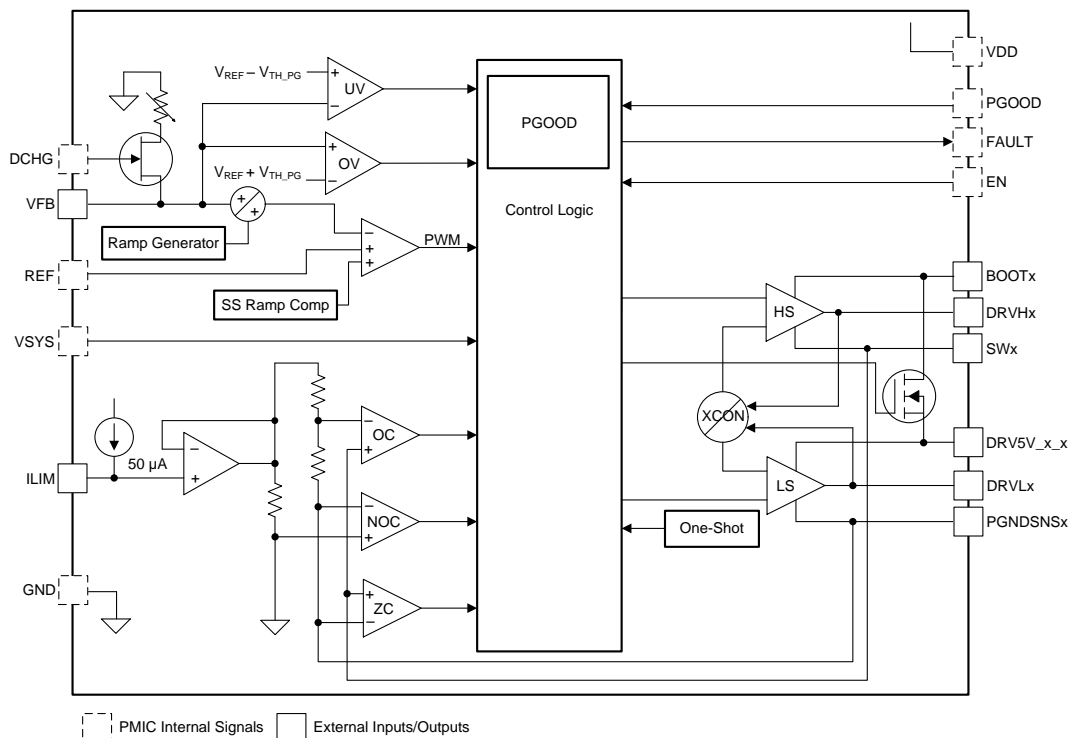 VDD
V_REF – V_TH_PG
+
UV
–
PGOOD
PGOOD
FAULT
DCHG
+
OV
–
V_REF + V_TH_PG
EN
VFB
+
+
Control Logic
Ramp Generator
–
+
+
PWM
REF
SS Ramp Comp
BOOTx
HS
DRVHx
VSYS
SWx
XCON
–
OC
+
DRV5V_x_x
50 µA
–
+
ILIM
LS
DRVLx
–
NOC
+
One-Shot
PGNDSNSx
GND
+
ZC
–
PMIC Internal Signals
External Inputs/Outputs